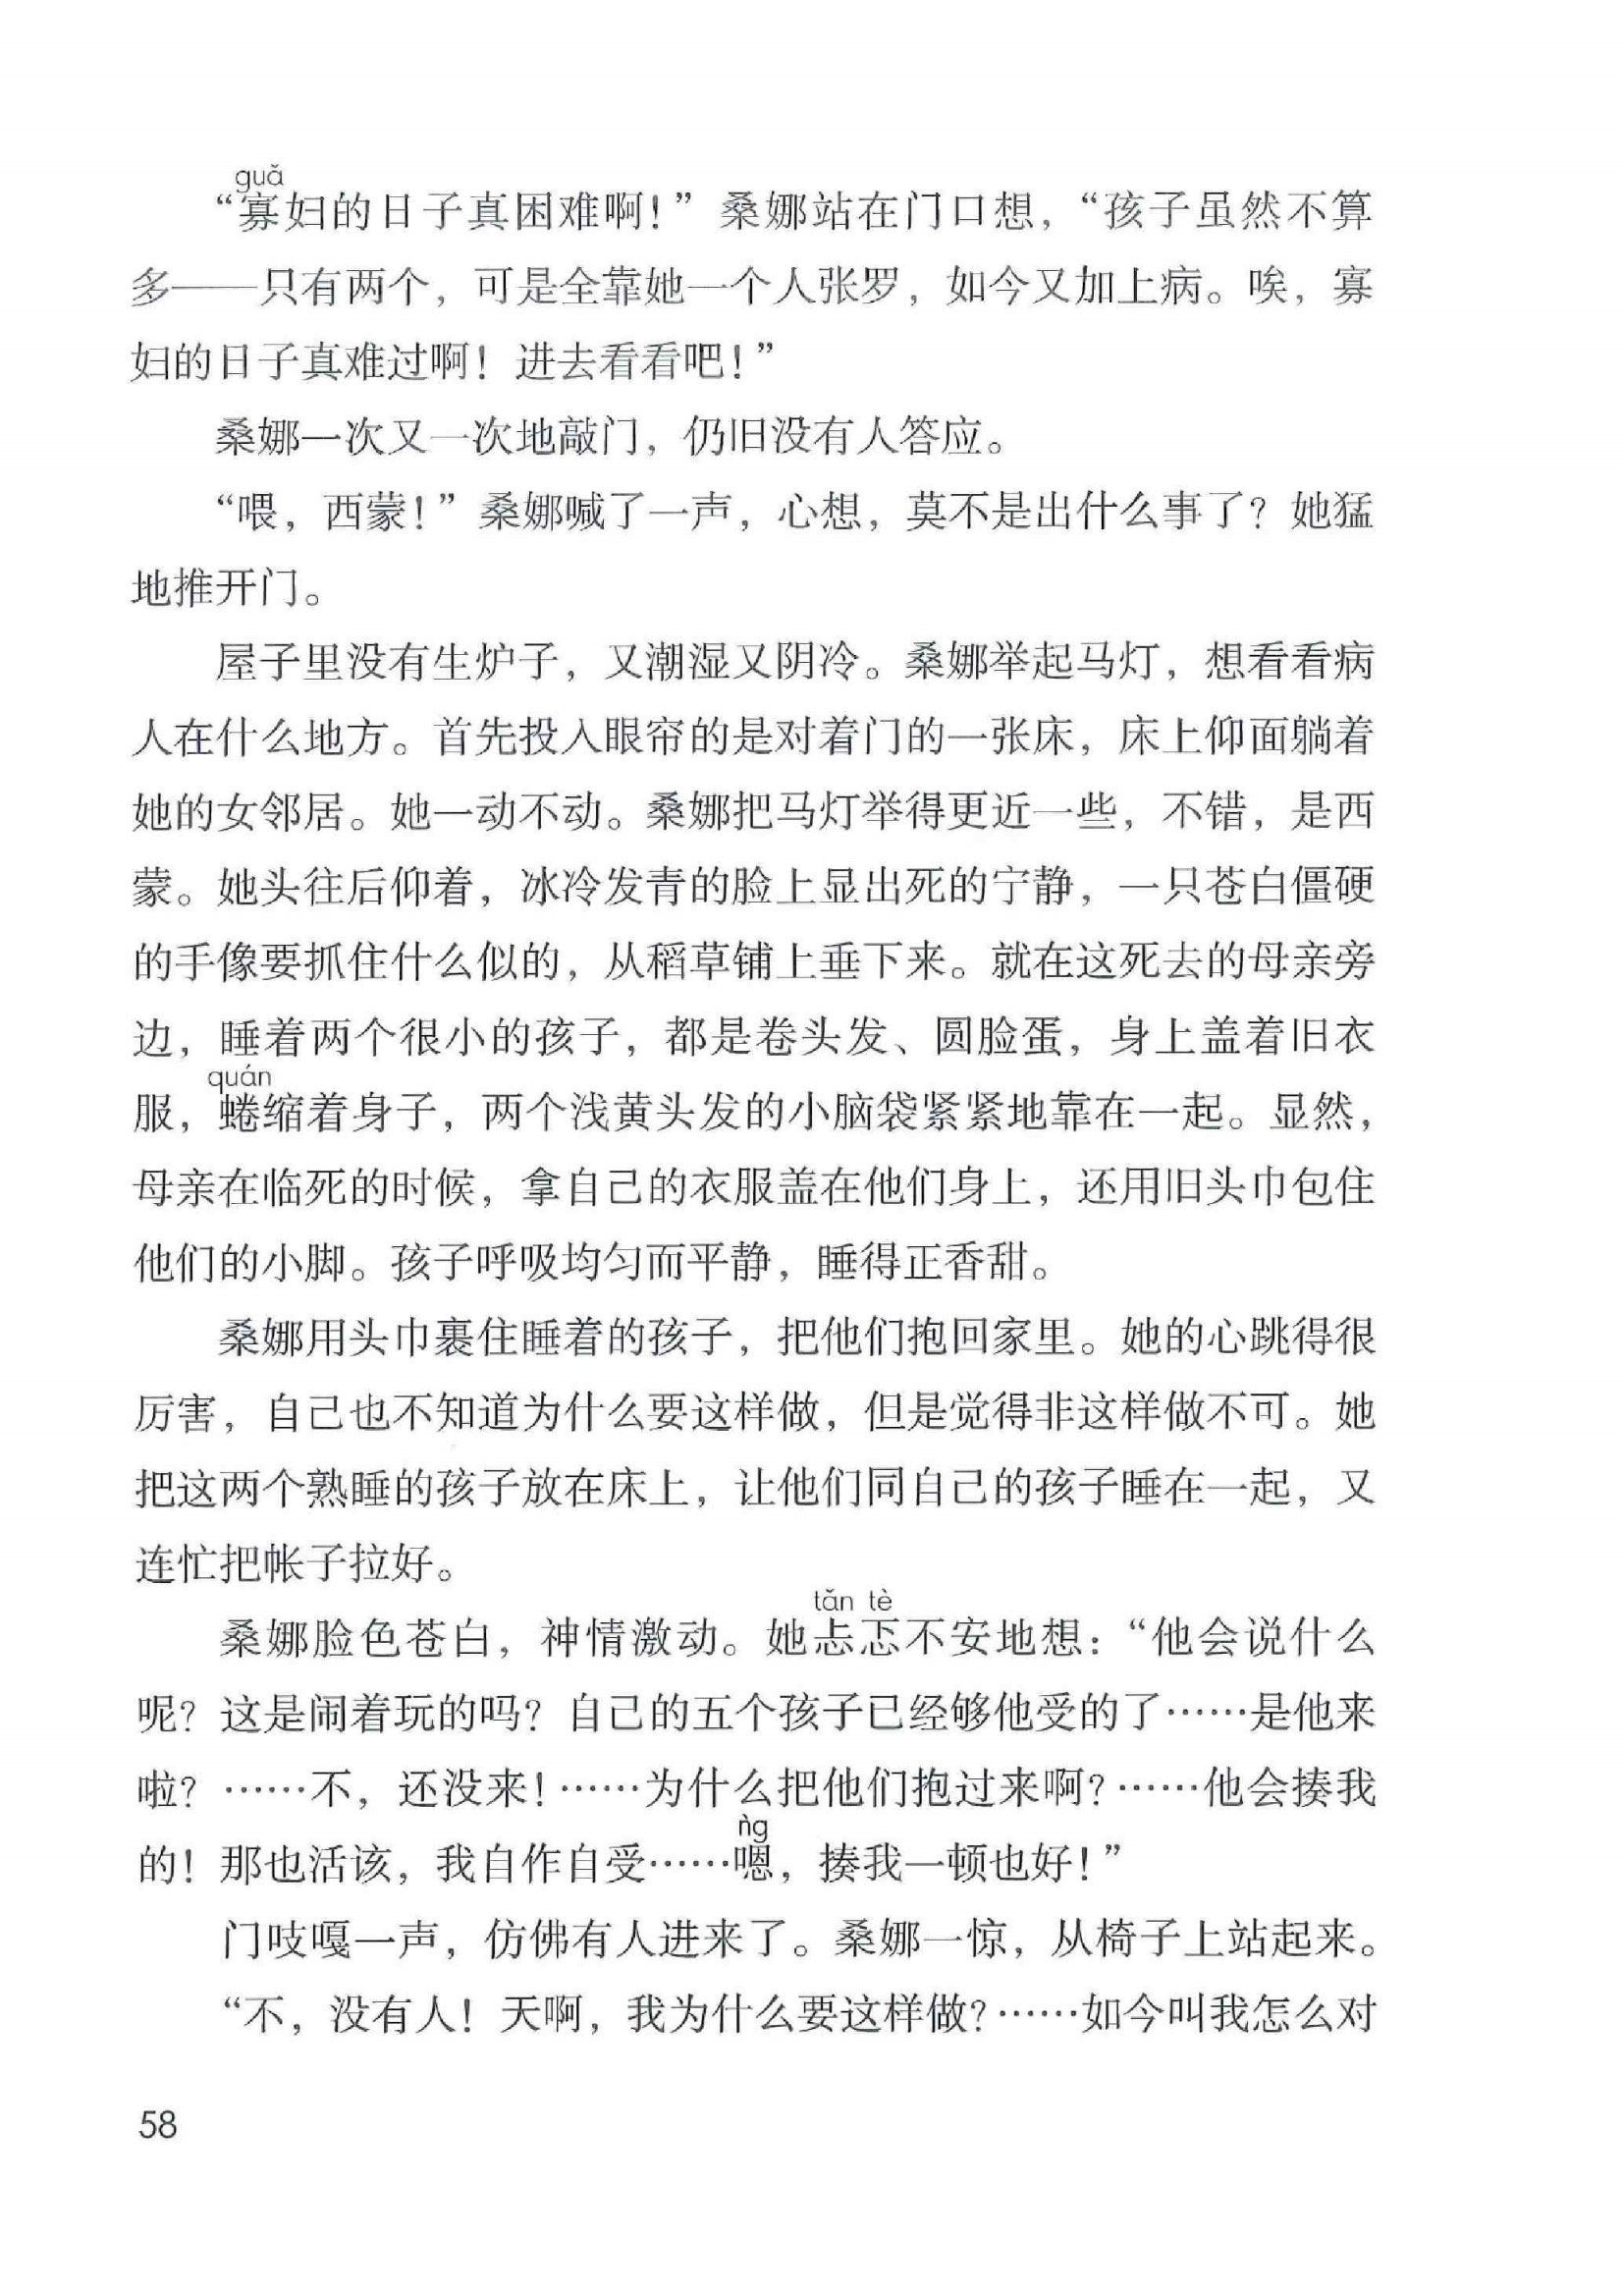 guǎ
“寡妇的日子真困难啊！”桑娜站在门口想，“孩子虽然不算
多——只有两个，可是全靠她一个人张罗，如今又加上病。唉，寡
妇的日子真难过啊！进去看看吧！”
桑娜一次又一次地敲门，仍旧没有人答应。
“喂，西蒙！”桑娜喊了一声，心想，莫不是出什么事了？她猛
地推开门。
屋子里没有生炉子，又潮湿又阴冷。桑娜举起马灯，想看看病
人在什么地方。首先投入眼帘的是对着门的一张床，床上仰面躺着
她的女邻居。她一动不动。桑娜把马灯举得更近一些，不错，是西
蒙。她头往后仰着，冰冷发青的脸上显出死的宁静，一只苍白僵硬
的手像要抓住什么似的，从稻草铺上垂下来。就在这死去的母亲旁
边，睡着两个很小的孩子，都是卷头发、圆脸蛋，身上盖着旧衣
quán
服，蜷缩着身子，两个浅黄头发的小脑袋紧紧地靠在一起。显然，
母亲在临死的时候，拿自己的衣服盖在他们身上，还用旧头巾包住
他们的小脚。孩子呼吸均匀而平静，睡得正香甜。
桑娜用头巾裹住睡着的孩子，把他们抱回家里。她的心跳得很
厉害，自己也不知道为什么要这样做，但是觉得非这样做不可。她
把这两个熟睡的孩子放在床上，让他们同自己的孩子睡在一起，又
连忙把帐子拉好。
tǎn tè
桑娜脸色苍白，神情激动。她忐忑不安地想：“他会说什么
呢？这是闹着玩的吗？自己的五个孩子已经够他受的了……是他来
啦？……不，还没来！……为什么把他们抱过来啊？……他会揍我
ǹg
的！那也活该，我自作自受……嗯，揍我一顿也好！”
门吱嘎一声，仿佛有人进来了。桑娜一惊，从椅子上站起来。
“不，没有人！天啊，我为什么要这样做？……如今叫我怎么对
58